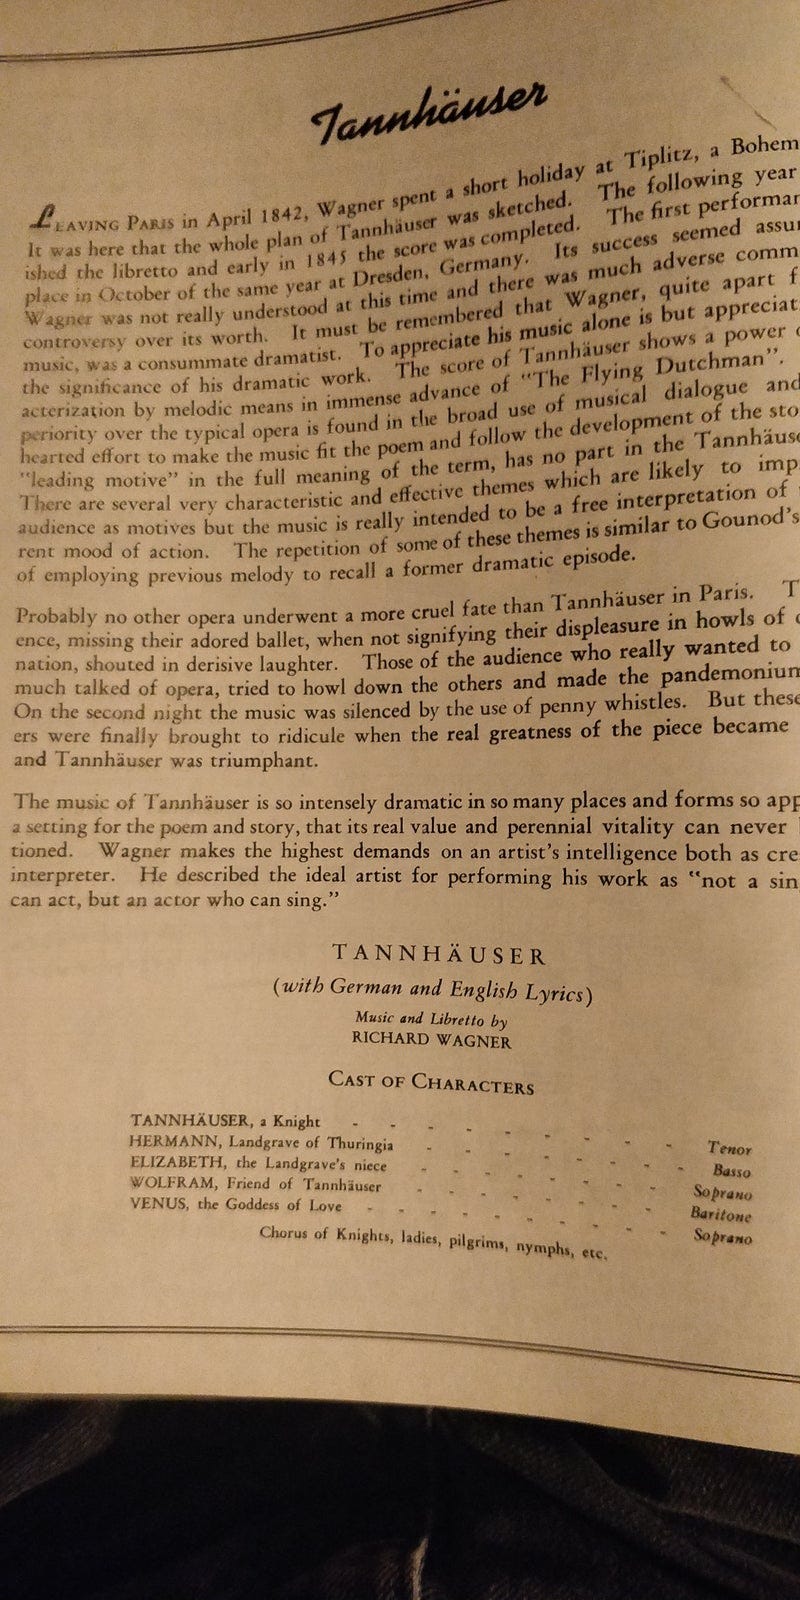 LEAVING PARIS in April 1842, Wagner spent a short holiday at Tiplitz, a Bohem
It was here that the whole plan of Tannhäuser was sketched. The following year
ished the libretto and early in 1845 the score was completed. The first performan
place in October of the same year at Dresden, Germany. Its success seemed assur
Wagner was not really understood at this time and there was much adverse comm
controversy over its worth. It must be remembered that Wagner, quite apart f
music, was a consummate dramatist. To appreciate his music alone is but appreciat
the significance of his dramatic work. The score of Tannhäuser shows a power
acterization by melodic means in immense advance of "The Flying Dutchman".
periority over the typical opera is found in the broad use of musical dialogue and
hearted effort to make the music fit the poem and follow the development of the sto
"leading motive" in the full meaning of the term, has no part in the Tannhäuse
There are several very characteristic and effective themes which are likely to imp
audience as motives but the music is really intended to be a free interpretation of
rent mood of action. The repetition of some of these themes is similar to Gounod's
of employing previous melody to recall a former dramatic episode.
Probably no other opera underwent a more cruel fate than Tannhäuser in Paris. T
ence, missing their adored ballet, when not signifying their displeasure in howls of
nation, shouted in derisive laughter. Those of the audience who really wanted to
much talked of opera, tried to howl down the others and made the pandemonium
On the second night the music was silenced by the use of penny whistles. But these
ers were finally brought to ridicule when the real greatness of the piece became
and Tannhäuser was triumphant.
The music of Tannhäuser is so intensely dramatic in so many places and forms so app
a setting for the poem and story, that its real value and perennial vitality can never
tioned. Wagner makes the highest demands on an artist's intelligence both as cre
interpreter. He described the ideal artist for performing his work as "not a sin
can act, but an actor who can sing."
TANNHÄUSER
(with German and English Lyrics)
Music and Libretto by
RICHARD WAGNER
CAST OF CHARACTERS
TANNHÄUSER, a Knight - - - - - - - - Tenor
HERMANN, Landgrave of Thuringia - - - - - - - Basso
ELIZABETH, the Landgrave's niece - - - - - - - Soprano
WOLFRAM, Friend of Tannhäuser - - - - - - - Baritone
VENUS, the Goddess of Love - - - - - - - - Soprano
Chorus of Knights, ladies, pilgrims, nymphs, etc.